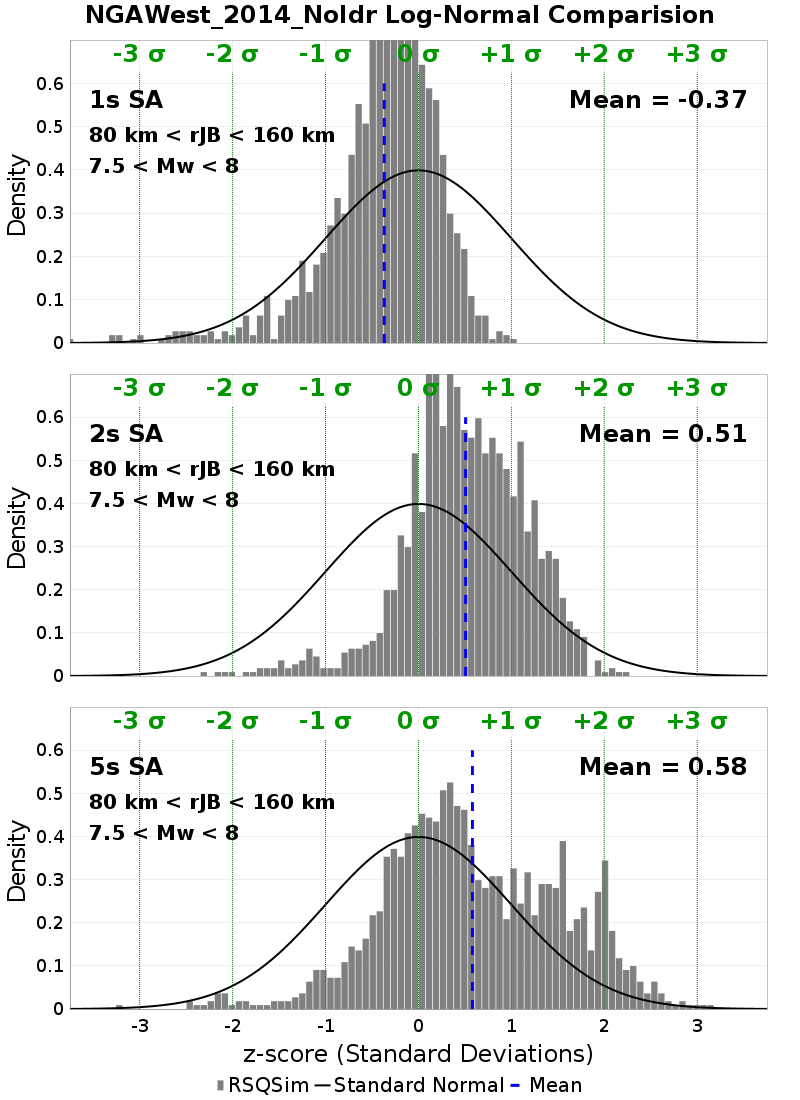 NGAWest_2014_NoIdr Log-Normal Comparision
-3 σ -2 σ -1 σ 0 σ +1 σ +2 σ +3 σ
1s SA Mean = -0.37
80 km < rJB < 160 km
7.5 < Mw < 8
Density
0.6
0.5
0.4
0.3
0.2
0.1
0
-3 σ -2 σ -1 σ 0 σ +1 σ +2 σ +3 σ
2s SA Mean = 0.51
80 km < rJB < 160 km
7.5 < Mw < 8
Density
0.6
0.5
0.4
0.3
0.2
0.1
0
-3 σ -2 σ -1 σ 0 σ +1 σ +2 σ +3 σ
5s SA Mean = 0.58
80 km < rJB < 160 km
7.5 < Mw < 8
Density
0.6
0.5
0.4
0.3
0.2
0.1
0
-3 -2 -1 0 1 2 3
z-score (Standard Deviations)
RSQSim Standard Normal Mean